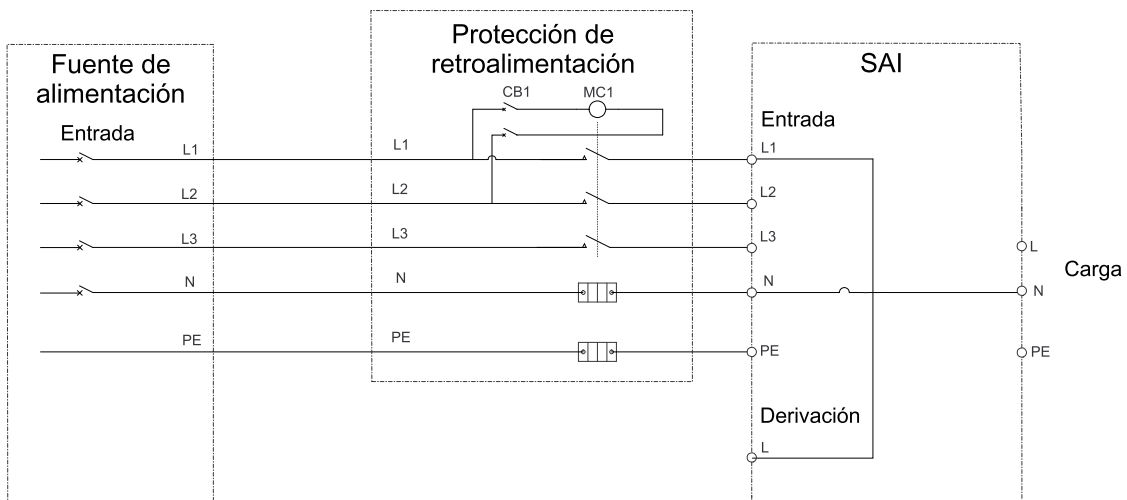 Fuente de
alimentación
Entrada
L1
L2
L3
N
PE
Protección de
retroalimentación
CB1
MC1
L1
L2
L3
N
PE
SAI
Entrada
L1
L2
L3
N
PE
Derivación
L
L
N
PE
Carga